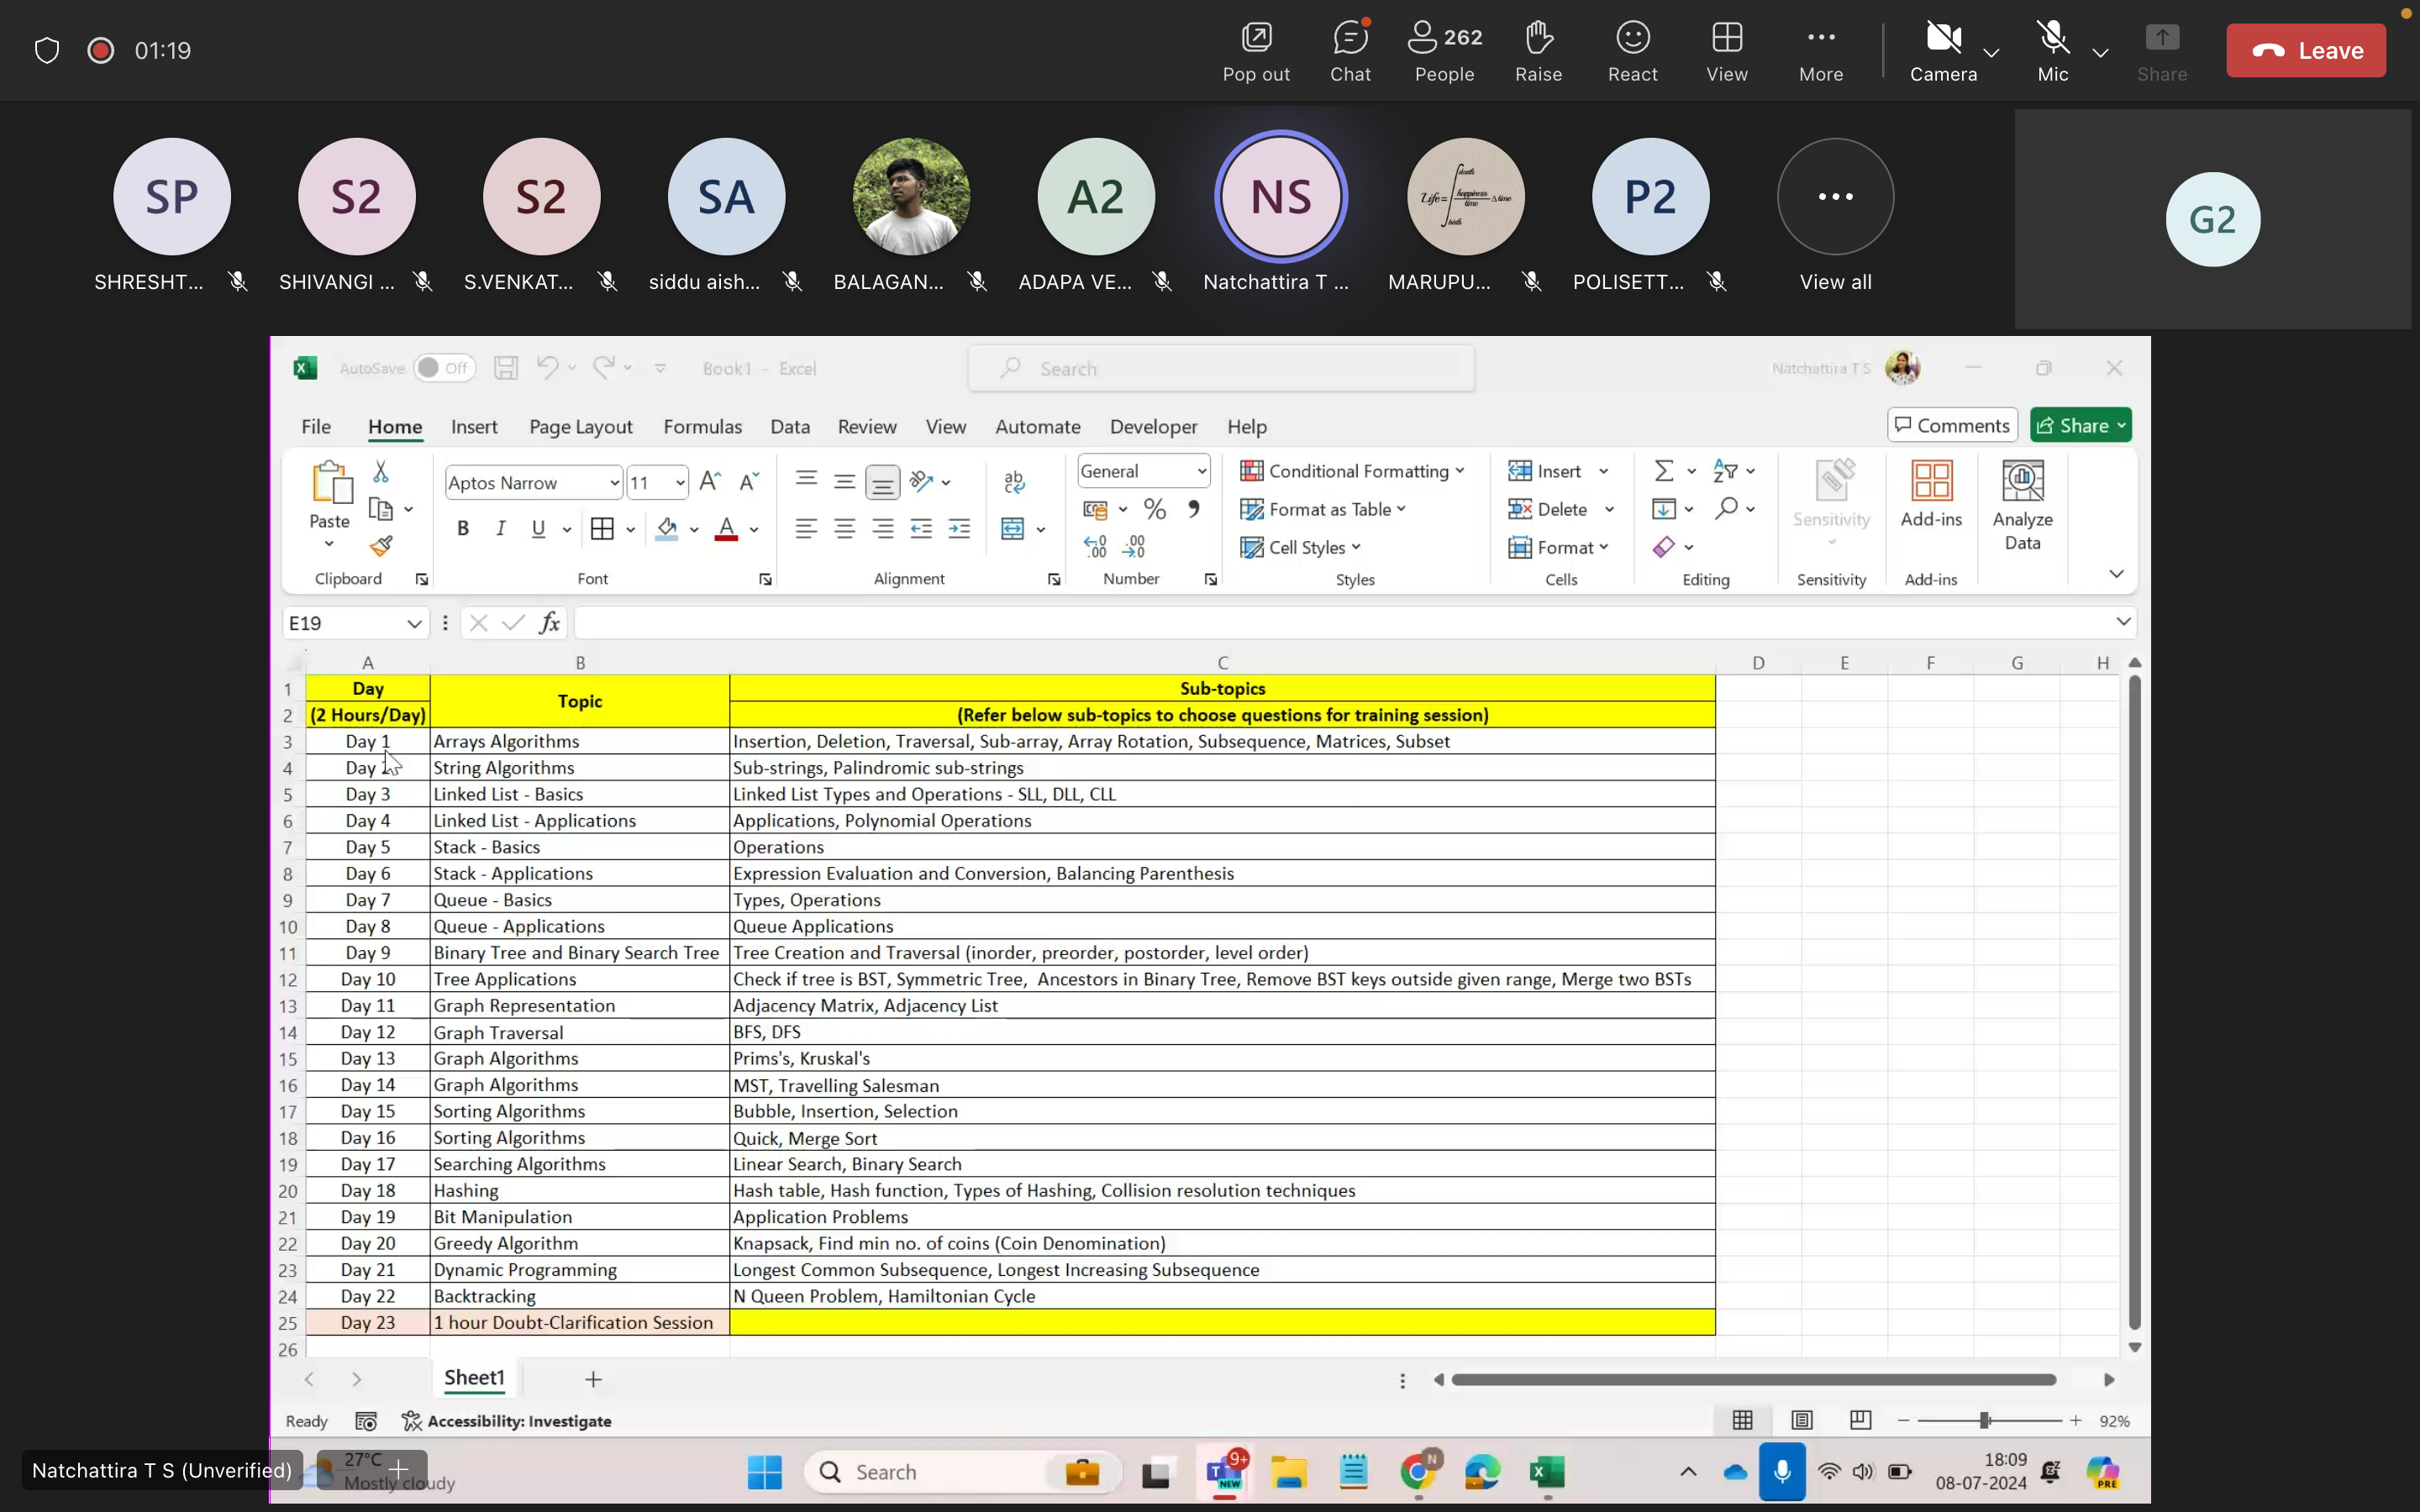 01:19
Pop out
Chat
262
People
Raise
React
View
More
Camera
Mic
Share
Leave
SP
S2
S2
SA
A2
NS
P2
G2
SHRESHT...
SHIVANGI ...
S.VENKAT...
siddu aish...
BALAGAN...
ADAPA VE...
Natchattira T ...
MARUPU...
POLISETT...
View all
AutoSave Off
Book1 - Excel
Search
Natchattira T S
File Home Insert Page Layout Formulas Data Review View Automate Developer Help
Comments
Share
Paste
Clipboard
Aptos Narrow 11
B I U
Font
Alignment
General
Number
Conditional Formatting
Format as Table
Cell Styles
Styles
Insert
Delete
Format
Cells
Editing
Sensitivity
Sensitivity
Add-ins
Add-ins
Analyze
Data
E19
fx
A B C D E F G H
1 Day Topic Sub-topics
2 (2 Hours/Day) (Refer below sub-topics to choose questions for training session)
3 Day 1 Arrays Algorithms Insertion, Deletion, Traversal, Sub-array, Array Rotation, Subsequence, Matrices, Subset
4 Day 2 String Algorithms Sub-strings, Palindromic sub-strings
5 Day 3 Linked List - Basics Linked List Types and Operations - SLL, DLL, CLL
6 Day 4 Linked List - Applications Applications, Polynomial Operations
7 Day 5 Stack - Basics Operations
8 Day 6 Stack - Applications Expression Evaluation and Conversion, Balancing Parenthesis
9 Day 7 Queue - Basics Types, Operations
10 Day 8 Queue - Applications Queue Applications
11 Day 9 Binary Tree and Binary Search Tree Tree Creation and Traversal (inorder, preorder, postorder, level order)
12 Day 10 Tree Applications Check if tree is BST, Symmetric Tree, Ancestors in Binary Tree, Remove BST keys outside given range, Merge two BSTs
13 Day 11 Graph Representation Adjacency Matrix, Adjacency List
14 Day 12 Graph Traversal BFS, DFS
15 Day 13 Graph Algorithms Prims's, Kruskal's
16 Day 14 Graph Algorithms MST, Travelling Salesman
17 Day 15 Sorting Algorithms Bubble, Insertion, Selection
18 Day 16 Sorting Algorithms Quick, Merge Sort
19 Day 17 Searching Algorithms Linear Search, Binary Search
20 Day 18 Hashing Hash table, Hash function, Types of Hashing, Collision resolution techniques
21 Day 19 Bit Manipulation Application Problems
22 Day 20 Greedy Algorithm Knapsack, Find min no. of coins (Coin Denomination)
23 Day 21 Dynamic Programming Longest Common Subsequence, Longest Increasing Subsequence
24 Day 22 Backtracking N Queen Problem, Hamiltonian Cycle
25 Day 23 1 hour Doubt-Clarification Session
26
Sheet1
Ready
Accessibility: Investigate
92%
Natchattira T S (Unverified)
27°C
Mostly cloudy
Search
9+
NEW
N
18:09
08-07-2024
PRE